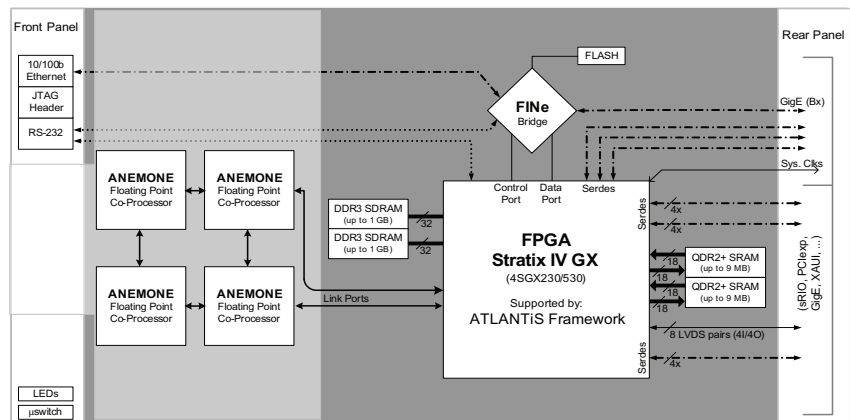 Front Panel
10/100b
Ethernet
JTAG
Header
RS-232
ANEMONE
Floating Point
Co-Processor
ANEMONE
Floating Point
Co-Processor
ANEMONE
Floating Point
Co-Processor
ANEMONE
Floating Point
Co-Processor
LEDs
µswitch
FLASH
FINe
Bridge
Control
Port
Data
Port
Serdes
DDR3 SDRAM
(up to 1 GB)
32
DDR3 SDRAM
(up to 1 GB)
32
Link Ports
FPGA
Stratix IV GX
(4SGX230/530)
Supported by:
ATLANTiS Framework
Serdes
Serdes
4x
4x
18
18
18
18
QDR2+ SRAM
(up to 9 MB)
QDR2+ SRAM
(up to 9 MB)
8 LVDS pairs (4I/4O)
4x
Rear Panel
GigE (Bx)
Sys. Clks
(sRIO, PCIexp,
GigE, XAUI, ...)